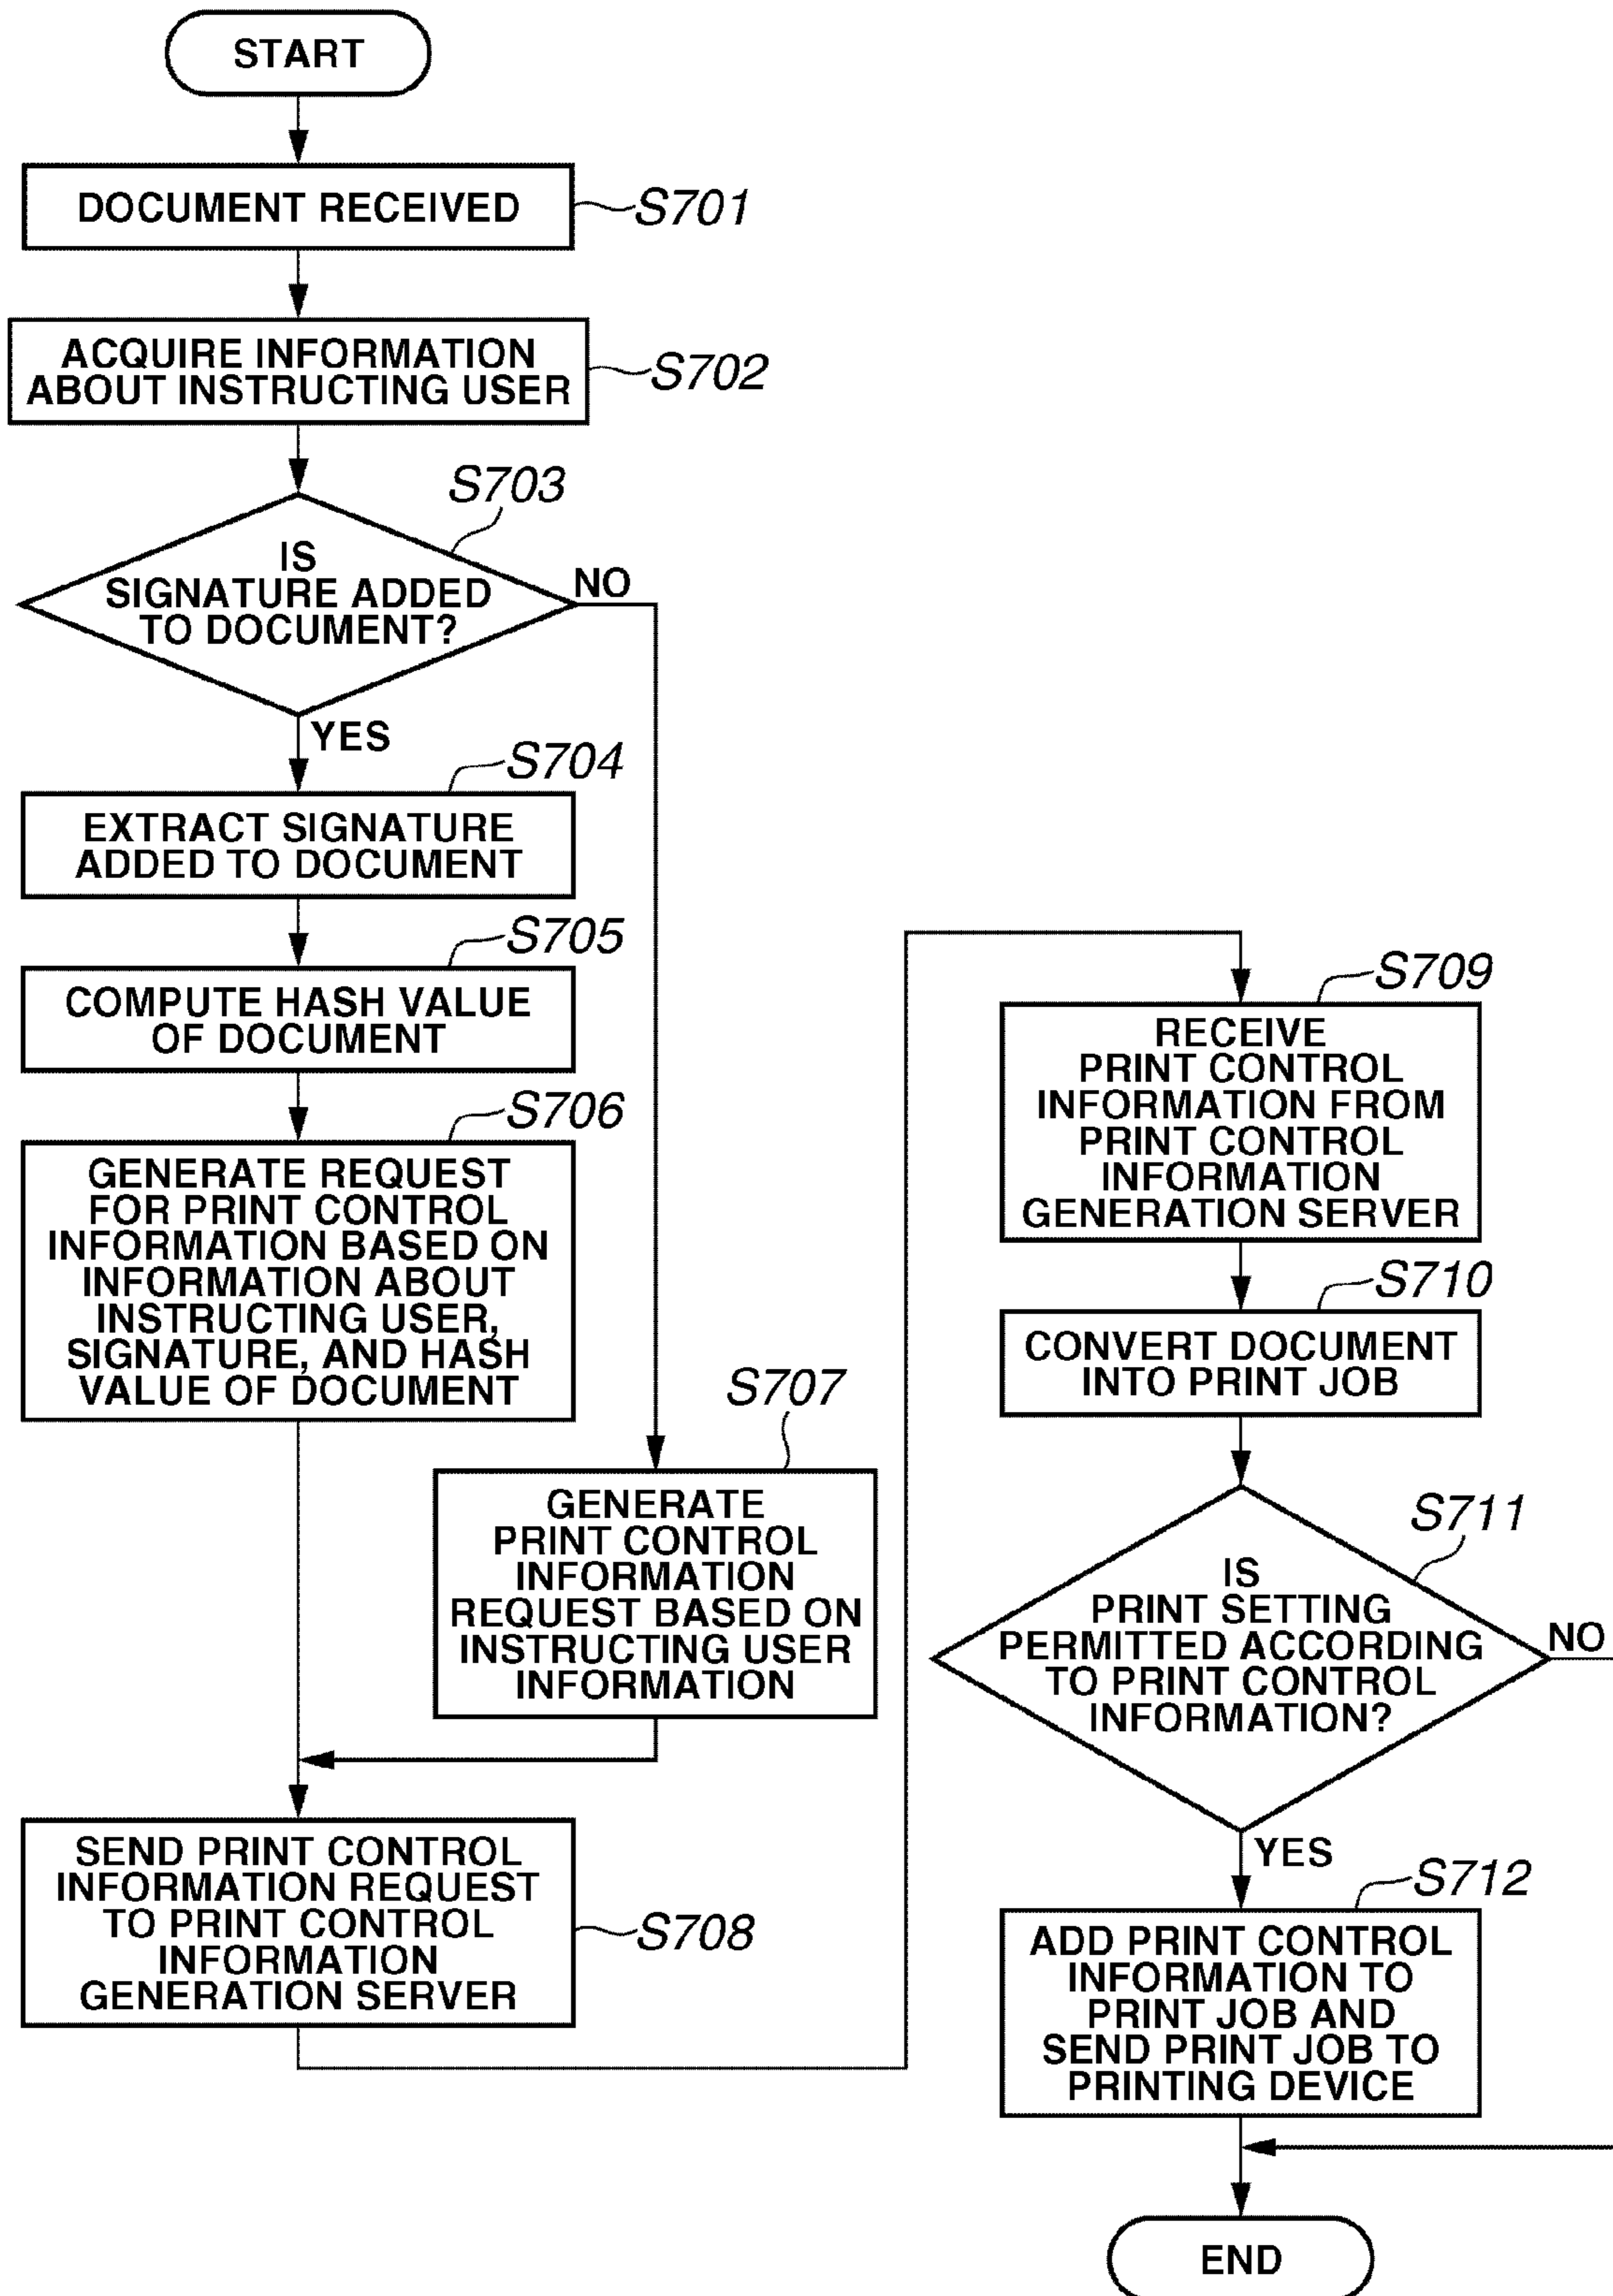 START
DOCUMENT RECEIVED
S701
ACQUIRE INFORMATION
ABOUT INSTRUCTING USER
S702
S703
IS
SIGNATURE ADDED
TO DOCUMENT?
NO
YES
S704
EXTRACT SIGNATURE
ADDED TO DOCUMENT
S705
COMPUTE HASH VALUE
OF DOCUMENT
S706
GENERATE REQUEST
FOR PRINT CONTROL
INFORMATION BASED ON
INFORMATION ABOUT
INSTRUCTING USER,
SIGNATURE, AND HASH
VALUE OF DOCUMENT
S707
GENERATE
PRINT CONTROL
INFORMATION
REQUEST BASED ON
INSTRUCTING USER
INFORMATION
SEND PRINT CONTROL
INFORMATION REQUEST
TO PRINT CONTROL
INFORMATION
GENERATION SERVER
S708
S709
RECEIVE
PRINT CONTROL
INFORMATION FROM
PRINT CONTROL
INFORMATION
GENERATION SERVER
S710
CONVERT DOCUMENT
INTO PRINT JOB
S711
IS
PRINT SETTING
PERMITTED ACCORDING
TO PRINT CONTROL
INFORMATION?
NO
YES
S712
ADD PRINT CONTROL
INFORMATION TO
PRINT JOB AND
SEND PRINT JOB TO
PRINTING DEVICE
END